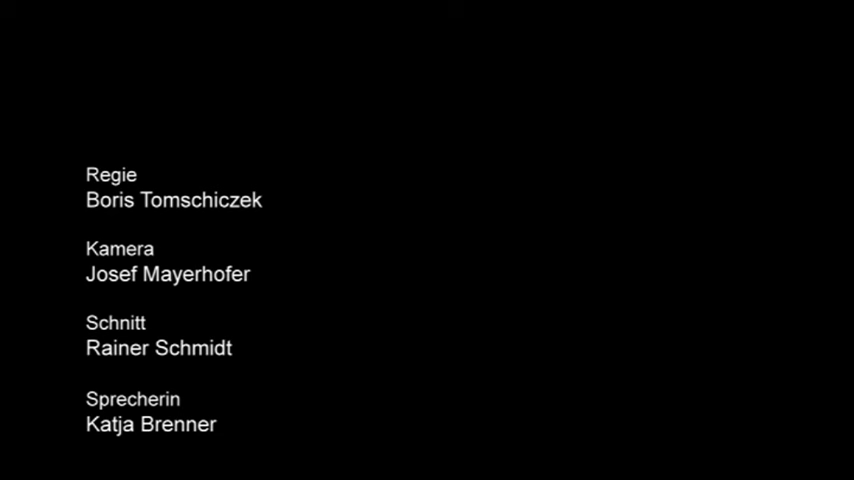 Regie
Boris Tomschiczek
Kamera
Josef Mayerhofer
Schnitt
Rainer Schmidt
Sprecherin
Katja Brenner